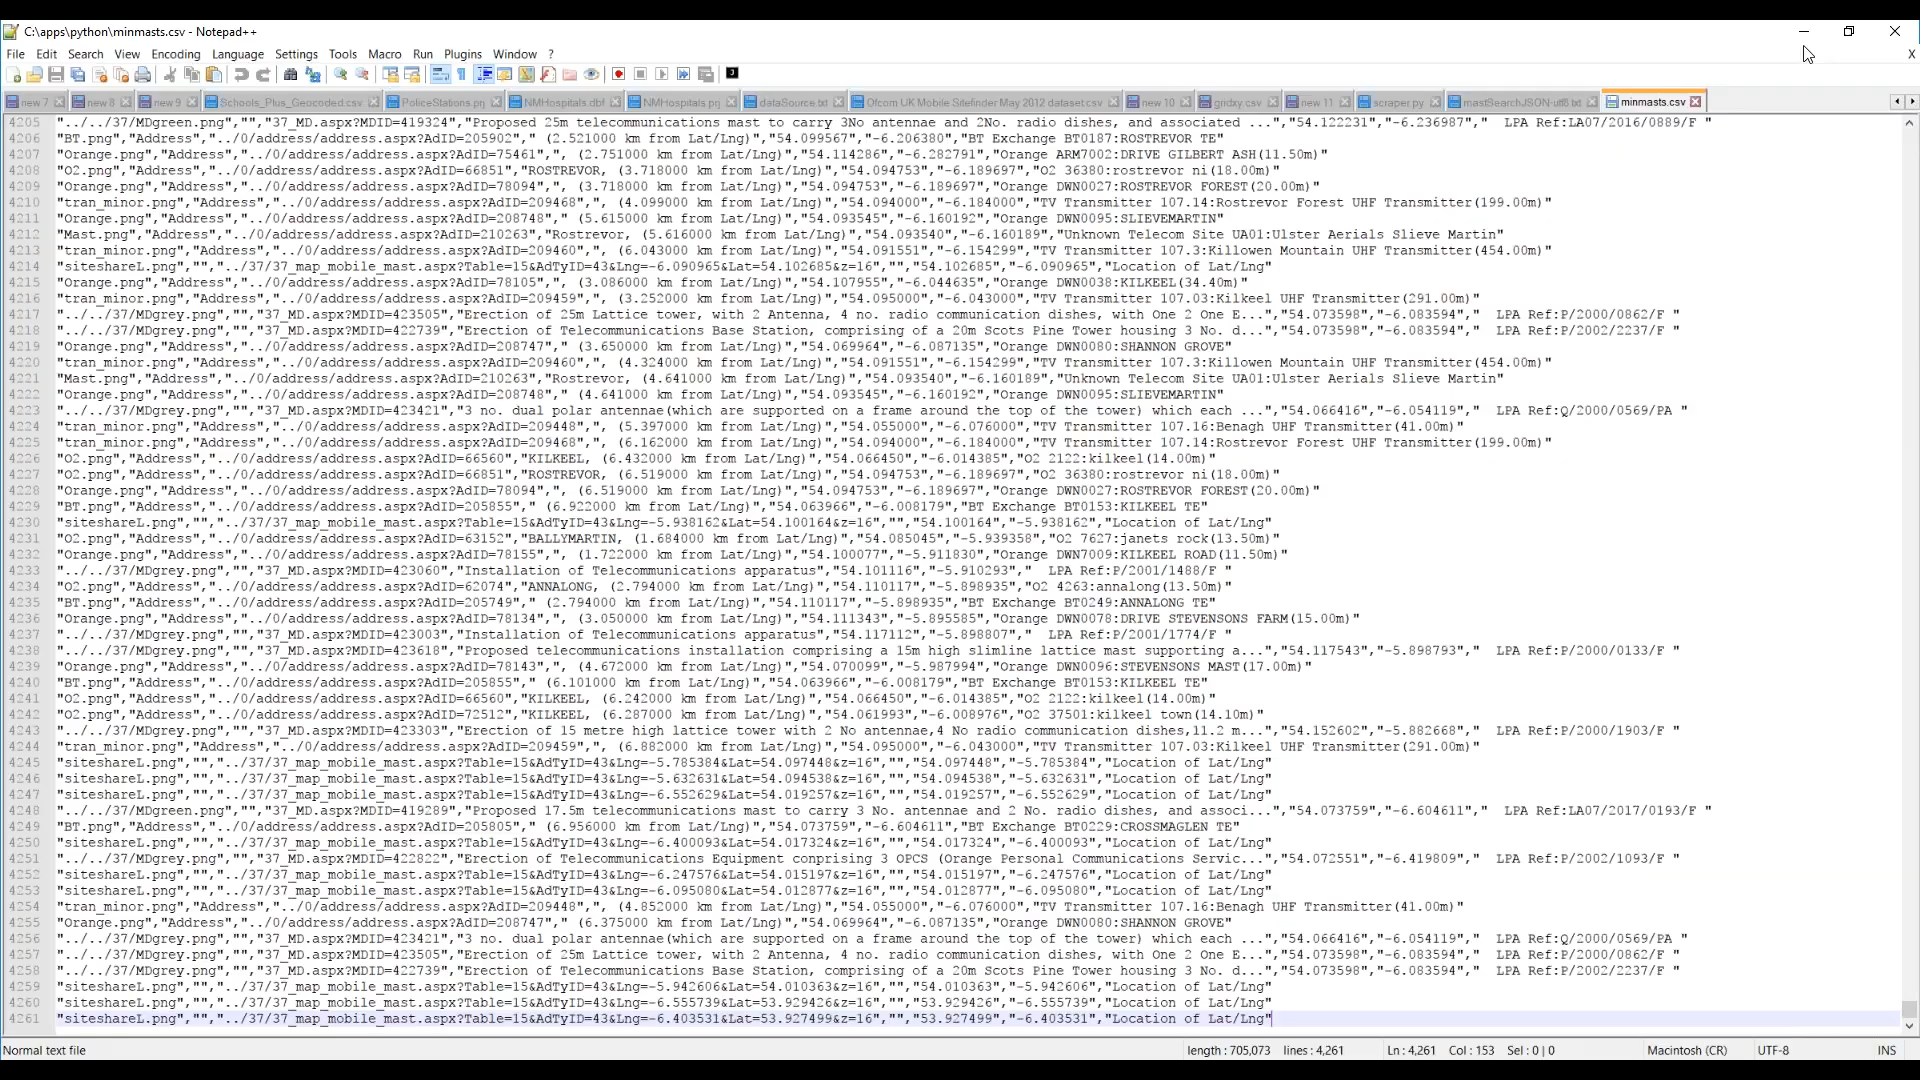 C:\apps\python\minmasts.csv - Notepad++
File Edit Search View Encoding Language Settings Tools Macro Run Plugins Window ? X
new 7 new 8 new 9 Schools_Plus_Geocoded.csv PoliceStations.prj NMHospitals.dbf NMHospitals.prj dataSource.txt Ofcom UK Mobile Sitefinder May 2012 dataset.csv new 10 gridxy.csv new 11 scraper.py mastSearchJSON-utf8.txt minmasts.csv
4205 "../../37/MDgreen.png","","37_MD.aspx?MDID=419324","Proposed 25m telecommunications mast to carry 3No antennae and 2No. radio dishes, and associated ...","54.122231","-6.236987"," LPA Ref:LA07/2016/0889/F "
4206 "BT.png","Address","../0/address/address.aspx?AdID=205902"," (2.521000 km from Lat/Lng)","54.099567","-6.206380","BT Exchange BT0187:ROSTREVOR TE"
4207 "Orange.png","Address","../0/address/address.aspx?AdID=75461",", (2.751000 km from Lat/Lng)","54.114286","-6.282791","Orange ARM7002:DRIVE GILBERT ASH(11.50m)"
4208 "O2.png","Address","../0/address/address.aspx?AdID=66851","ROSTREVOR, (3.718000 km from Lat/Lng)","54.094753","-6.189697","O2 36380:rostrevor ni(18.00m)"
4209 "Orange.png","Address","../0/address/address.aspx?AdID=78094",", (3.718000 km from Lat/Lng)","54.094753","-6.189697","Orange DWN0027:ROSTREVOR FOREST(20.00m)"
4210 "tran_minor.png","Address","../0/address/address.aspx?AdID=209468",", (4.099000 km from Lat/Lng)","54.094000","-6.184000","TV Transmitter 107.14:Rostrevor Forest UHF Transmitter(199.00m)"
4211 "Orange.png","Address","../0/address/address.aspx?AdID=208748"," (5.615000 km from Lat/Lng)","54.093545","-6.160192","Orange DWN0095:SLIEVEMARTIN"
4212 "Mast.png","Address","../0/address/address.aspx?AdID=210263","Rostrevor, (5.616000 km from Lat/Lng)","54.093540","-6.160189","Unknown Telecom Site UA01:Ulster Aerials Slieve Martin"
4213 "tran_minor.png","Address","../0/address/address.aspx?AdID=209460",", (6.043000 km from Lat/Lng)","54.091551","-6.154299","TV Transmitter 107.3:Killowen Mountain UHF Transmitter(454.00m)"
4214 "siteshareL.png","","../37/37_map_mobile_mast.aspx?Table=15&AdTyID=43&Lng=-6.090965&Lat=54.102685&z=16","","54.102685","-6.090965","Location of Lat/Lng"
4215 "Orange.png","Address","../0/address/address.aspx?AdID=78105",", (3.086000 km from Lat/Lng)","54.107955","-6.044635","Orange DWN0038:KILKEEL(34.40m)"
4216 "tran_minor.png","Address","../0/address/address.aspx?AdID=209459",", (3.252000 km from Lat/Lng)","54.095000","-6.043000","TV Transmitter 107.03:Kilkeel UHF Transmitter(291.00m)"
4217 "../../37/MDgrey.png","","37_MD.aspx?MDID=423505","Erection of 25m Lattice tower, with 2 Antenna, 4 no. radio communication dishes, with One 2 One E...","54.073598","-6.083594"," LPA Ref:P/2000/0862/F "
4218 "../../37/MDgrey.png","","37_MD.aspx?MDID=422739","Erection of Telecommunications Base Station, comprising of a 20m Scots Pine Tower housing 3 No. d...","54.073598","-6.083594"," LPA Ref:P/2002/2237/F "
4219 "Orange.png","Address","../0/address/address.aspx?AdID=208747"," (3.650000 km from Lat/Lng)","54.069964","-6.087135","Orange DWN0080:SHANNON GROVE"
4220 "tran_minor.png","Address","../0/address/address.aspx?AdID=209460",", (4.324000 km from Lat/Lng)","54.091551","-6.154299","TV Transmitter 107.3:Killowen Mountain UHF Transmitter(454.00m)"
4221 "Mast.png","Address","../0/address/address.aspx?AdID=210263","Rostrevor, (4.641000 km from Lat/Lng)","54.093540","-6.160189","Unknown Telecom Site UA01:Ulster Aerials Slieve Martin"
4222 "Orange.png","Address","../0/address/address.aspx?AdID=208748"," (4.641000 km from Lat/Lng)","54.093545","-6.160192","Orange DWN0095:SLIEVEMARTIN"
4223 "../../37/MDgrey.png","","37_MD.aspx?MDID=423421","3 no. dual polar antennae(which are supported on a frame around the top of the tower) which each ...","54.066416","-6.054119"," LPA Ref:Q/2000/0569/PA "
4224 "tran_minor.png","Address","../0/address/address.aspx?AdID=209448",", (5.397000 km from Lat/Lng)","54.055000","-6.076000","TV Transmitter 107.16:Benagh UHF Transmitter(41.00m)"
4225 "tran_minor.png","Address","../0/address/address.aspx?AdID=209468",", (6.162000 km from Lat/Lng)","54.094000","-6.184000","TV Transmitter 107.14:Rostrevor Forest UHF Transmitter(199.00m)"
4226 "O2.png","Address","../0/address/address.aspx?AdID=66560","KILKEEL, (6.432000 km from Lat/Lng)","54.066450","-6.014385","O2 2122:kilkeel(14.00m)"
4227 "O2.png","Address","../0/address/address.aspx?AdID=66851","ROSTREVOR, (6.519000 km from Lat/Lng)","54.094753","-6.189697","O2 36380:rostrevor ni(18.00m)"
4228 "Orange.png","Address","../0/address/address.aspx?AdID=78094",", (6.519000 km from Lat/Lng)","54.094753","-6.189697","Orange DWN0027:ROSTREVOR FOREST(20.00m)"
4229 "BT.png","Address","../0/address/address.aspx?AdID=205855"," (6.922000 km from Lat/Lng)","54.063966","-6.008179","BT Exchange BT0153:KILKEEL TE"
4230 "siteshareL.png","","../37/37_map_mobile_mast.aspx?Table=15&AdTyID=43&Lng=-5.938162&Lat=54.100164&z=16","","54.100164","-5.938162","Location of Lat/Lng"
4231 "O2.png","Address","../0/address/address.aspx?AdID=63152","BALLYMARTIN, (1.684000 km from Lat/Lng)","54.085045","-5.939358","O2 7627:janets rock(13.50m)"
4232 "Orange.png","Address","../0/address/address.aspx?AdID=78155",", (1.722000 km from Lat/Lng)","54.100077","-5.911830","Orange DWN7009:KILKEEL ROAD(11.50m)"
4233 "../../37/MDgrey.png","","37_MD.aspx?MDID=423060","Installation of Telecommunications apparatus","54.101116","-5.910293"," LPA Ref:P/2001/1488/F "
4234 "O2.png","Address","../0/address/address.aspx?AdID=62074","ANNALONG, (2.794000 km from Lat/Lng)","54.110117","-5.898935","O2 4263:annalong(13.50m)"
4235 "BT.png","Address","../0/address/address.aspx?AdID=205749"," (2.794000 km from Lat/Lng)","54.110117","-5.898935","BT Exchange BT0249:ANNALONG TE"
4236 "Orange.png","Address","../0/address/address.aspx?AdID=78134",", (3.050000 km from Lat/Lng)","54.111343","-5.895585","Orange DWN0078:DRIVE STEVENSONS FARM(15.00m)"
4237 "../../37/MDgrey.png","","37_MD.aspx?MDID=423003","Installation of Telecommunications apparatus","54.117112","-5.898807"," LPA Ref:P/2001/1774/F "
4238 "../../37/MDgrey.png","","37_MD.aspx?MDID=423618","Proposed telecommunications installation comprising a 15m high slimline lattice mast supporting a...","54.117543","-5.898793"," LPA Ref:P/2000/0133/F "
4239 "Orange.png","Address","../0/address/address.aspx?AdID=78143",", (4.672000 km from Lat/Lng)","54.070099","-5.987994","Orange DWN0096:STEVENSONS MAST(17.00m)"
4240 "BT.png","Address","../0/address/address.aspx?AdID=205855"," (6.101000 km from Lat/Lng)","54.063966","-6.008179","BT Exchange BT0153:KILKEEL TE"
4241 "O2.png","Address","../0/address/address.aspx?AdID=66560","KILKEEL, (6.242000 km from Lat/Lng)","54.066450","-6.014385","O2 2122:kilkeel(14.00m)"
4242 "O2.png","Address","../0/address/address.aspx?AdID=72512","KILKEEL, (6.287000 km from Lat/Lng)","54.061993","-6.008976","O2 37501:kilkeel town(14.10m)"
4243 "../../37/MDgrey.png","","37_MD.aspx?MDID=423303","Erection of 15 metre high lattice tower with 2 No antennae,4 No radio communication dishes,11.2 m...","54.152602","-5.882668"," LPA Ref:P/2000/1903/F "
4244 "tran_minor.png","Address","../0/address/address.aspx?AdID=209459",", (6.882000 km from Lat/Lng)","54.095000","-6.043000","TV Transmitter 107.03:Kilkeel UHF Transmitter(291.00m)"
4245 "siteshareL.png","","../37/37_map_mobile_mast.aspx?Table=15&AdTyID=43&Lng=-5.785384&Lat=54.097448&z=16","","54.097448","-5.785384","Location of Lat/Lng"
4246 "siteshareL.png","","../37/37_map_mobile_mast.aspx?Table=15&AdTyID=43&Lng=-5.632631&Lat=54.094538&z=16","","54.094538","-5.632631","Location of Lat/Lng"
4247 "siteshareL.png","","../37/37_map_mobile_mast.aspx?Table=15&AdTyID=43&Lng=-6.552629&Lat=54.019257&z=16","","54.019257","-6.552629","Location of Lat/Lng"
4248 "../../37/MDgreen.png","","37_MD.aspx?MDID=419289","Proposed 17.5m telecommunications mast to carry 3 No. antennae and 2 No. radio dishes, and associ...","54.073759","-6.604611"," LPA Ref:LA07/2017/0193/F "
4249 "BT.png","Address","../0/address/address.aspx?AdID=205805"," (6.956000 km from Lat/Lng)","54.073759","-6.604611","BT Exchange BT0229:CROSSMAGLEN TE"
4250 "siteshareL.png","","../37/37_map_mobile_mast.aspx?Table=15&AdTyID=43&Lng=-6.400093&Lat=54.017324&z=16","","54.017324","-6.400093","Location of Lat/Lng"
4251 "../../37/MDgrey.png","","37_MD.aspx?MDID=422822","Erection of Telecommunications Equipment conprising 3 OPCS (Orange Personal Communications Servic...","54.072551","-6.419809"," LPA Ref:P/2002/1093/F "
4252 "siteshareL.png","","../37/37_map_mobile_mast.aspx?Table=15&AdTyID=43&Lng=-6.247576&Lat=54.015197&z=16","","54.015197","-6.247576","Location of Lat/Lng"
4253 "siteshareL.png","","../37/37_map_mobile_mast.aspx?Table=15&AdTyID=43&Lng=-6.095080&Lat=54.012877&z=16","","54.012877","-6.095080","Location of Lat/Lng"
4254 "tran_minor.png","Address","../0/address/address.aspx?AdID=209448",", (4.852000 km from Lat/Lng)","54.055000","-6.076000","TV Transmitter 107.16:Benagh UHF Transmitter(41.00m)"
4255 "Orange.png","Address","../0/address/address.aspx?AdID=208747"," (6.375000 km from Lat/Lng)","54.069964","-6.087135","Orange DWN0080:SHANNON GROVE"
4256 "../../37/MDgrey.png","","37_MD.aspx?MDID=423421","3 no. dual polar antennae(which are supported on a frame around the top of the tower) which each ...","54.066416","-6.054119"," LPA Ref:Q/2000/0569/PA "
4257 "../../37/MDgrey.png","","37_MD.aspx?MDID=423505","Erection of 25m Lattice tower, with 2 Antenna, 4 no. radio communication dishes, with One 2 One E...","54.073598","-6.083594"," LPA Ref:P/2000/0862/F "
4258 "../../37/MDgrey.png","","37_MD.aspx?MDID=422739","Erection of Telecommunications Base Station, comprising of a 20m Scots Pine Tower housing 3 No. d...","54.073598","-6.083594"," LPA Ref:P/2002/2237/F "
4259 "siteshareL.png","","../37/37_map_mobile_mast.aspx?Table=15&AdTyID=43&Lng=-5.942606&Lat=54.010363&z=16","","54.010363","-5.942606","Location of Lat/Lng"
4260 "siteshareL.png","","../37/37_map_mobile_mast.aspx?Table=15&AdTyID=43&Lng=-6.555739&Lat=53.929426&z=16","","53.929426","-6.555739","Location of Lat/Lng"
4261 "siteshareL.png","","../37/37_map_mobile_mast.aspx?Table=15&AdTyID=43&Lng=-6.403531&Lat=53.927499&z=16","","53.927499","-6.403531","Location of Lat/Lng"
Normal text file length : 705,073 lines : 4,261 Ln : 4,261 Col : 153 Sel : 0 | 0 Macintosh (CR) UTF-8 INS